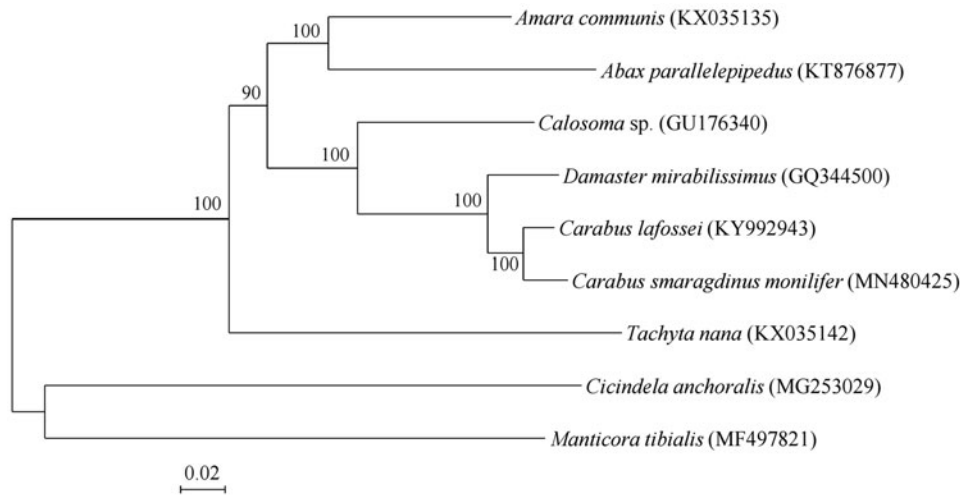 100 Amara communis (KX035135)
Abax parallelepipedus (KT876877)
90
Calosoma sp. (GU176340)
100
Damaster mirabilissimus (GQ344500)
100
100
Carabus lafossei (KY992943)
100
Carabus smaragdinus monilifer (MN480425)
Tachyta nana (KX035142)
Cicindela anchoralis (MG253029)
Manticora tibialis (MF497821)
0.02